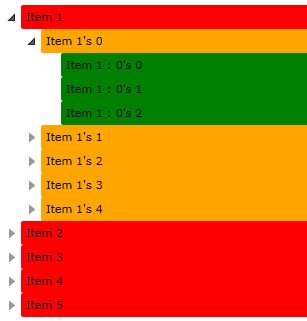 Item 1
Item 1's 0
Item 1 : 0's 0
Item 1 : 0's 1
Item 1 : 0's 2
Item 1's 1
Item 1's 2
Item 1's 3
Item 1's 4
Item 2
Item 3
Item 4
Item 5